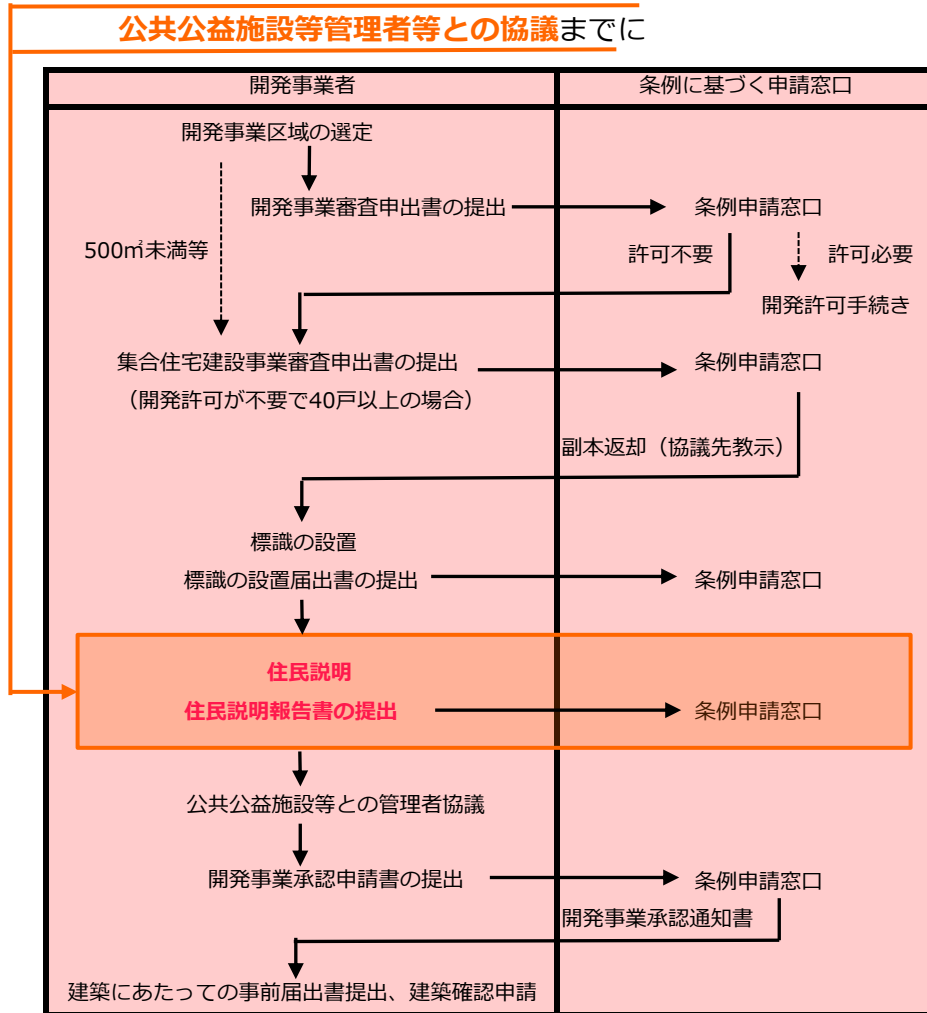 公共公益施設等管理者等との協議までに
開発事業者
条例に基づく申請窓口
開発事業区域の選定
開発事業審査申出書の提出
条例申請窓口
500㎡未満等
許可不要
許可必要
開発許可手続き
集合住宅建設事業審査申出書の提出
条例申請窓口
（開発許可が不要で40戸以上の場合）
副本返却（協議先教示）
標識の設置
標識の設置届出書の提出
条例申請窓口
住民説明
住民説明報告書の提出
条例申請窓口
公共公益施設等との管理者協議
開発事業承認申請書の提出
条例申請窓口
開発事業承認通知書
建築にあたっての事前届出書提出、建築確認申請